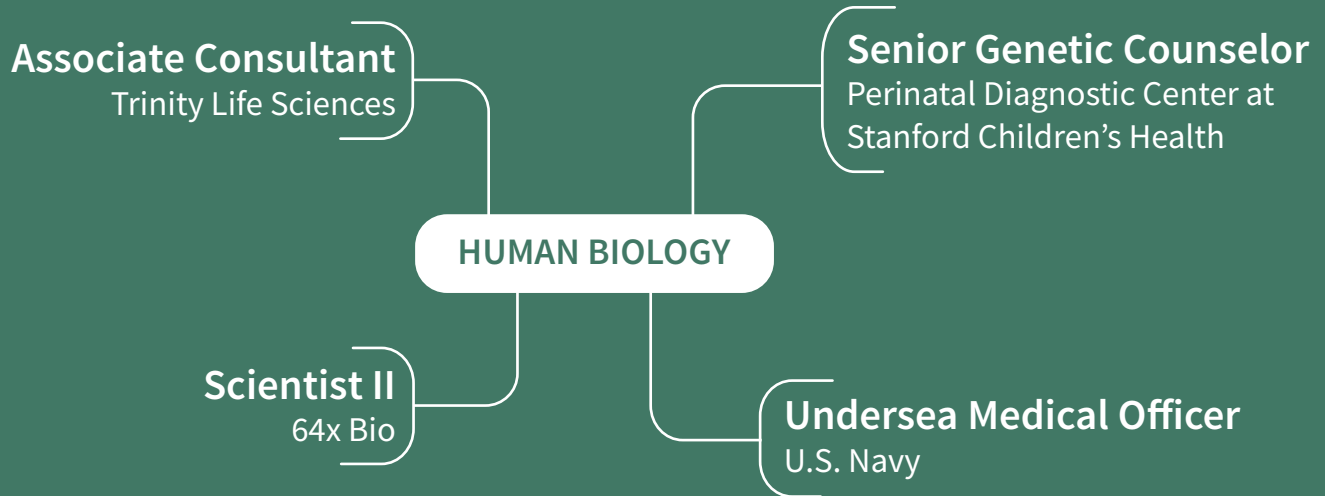 Associate Consultant
Trinity Life Sciences
Senior Genetic Counselor
Perinatal Diagnostic Center at
Stanford Children’s Health
HUMAN BIOLOGY
Scientist II
64x Bio
Undersea Medical Officer
U.S. Navy